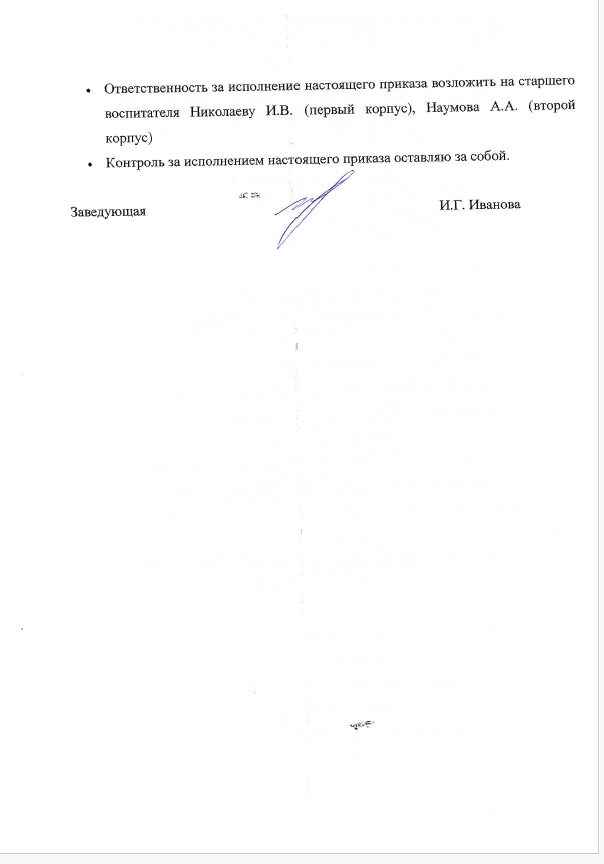 • Ответственность за исполнение настоящего приказа возложить на старшего
воспитателя Николаеву И.В. (первый корпус), Наумова А.А. (второй
корпус)
• Контроль за исполнением настоящего приказа оставляю за собой.
Заведующая И.Г. Иванова